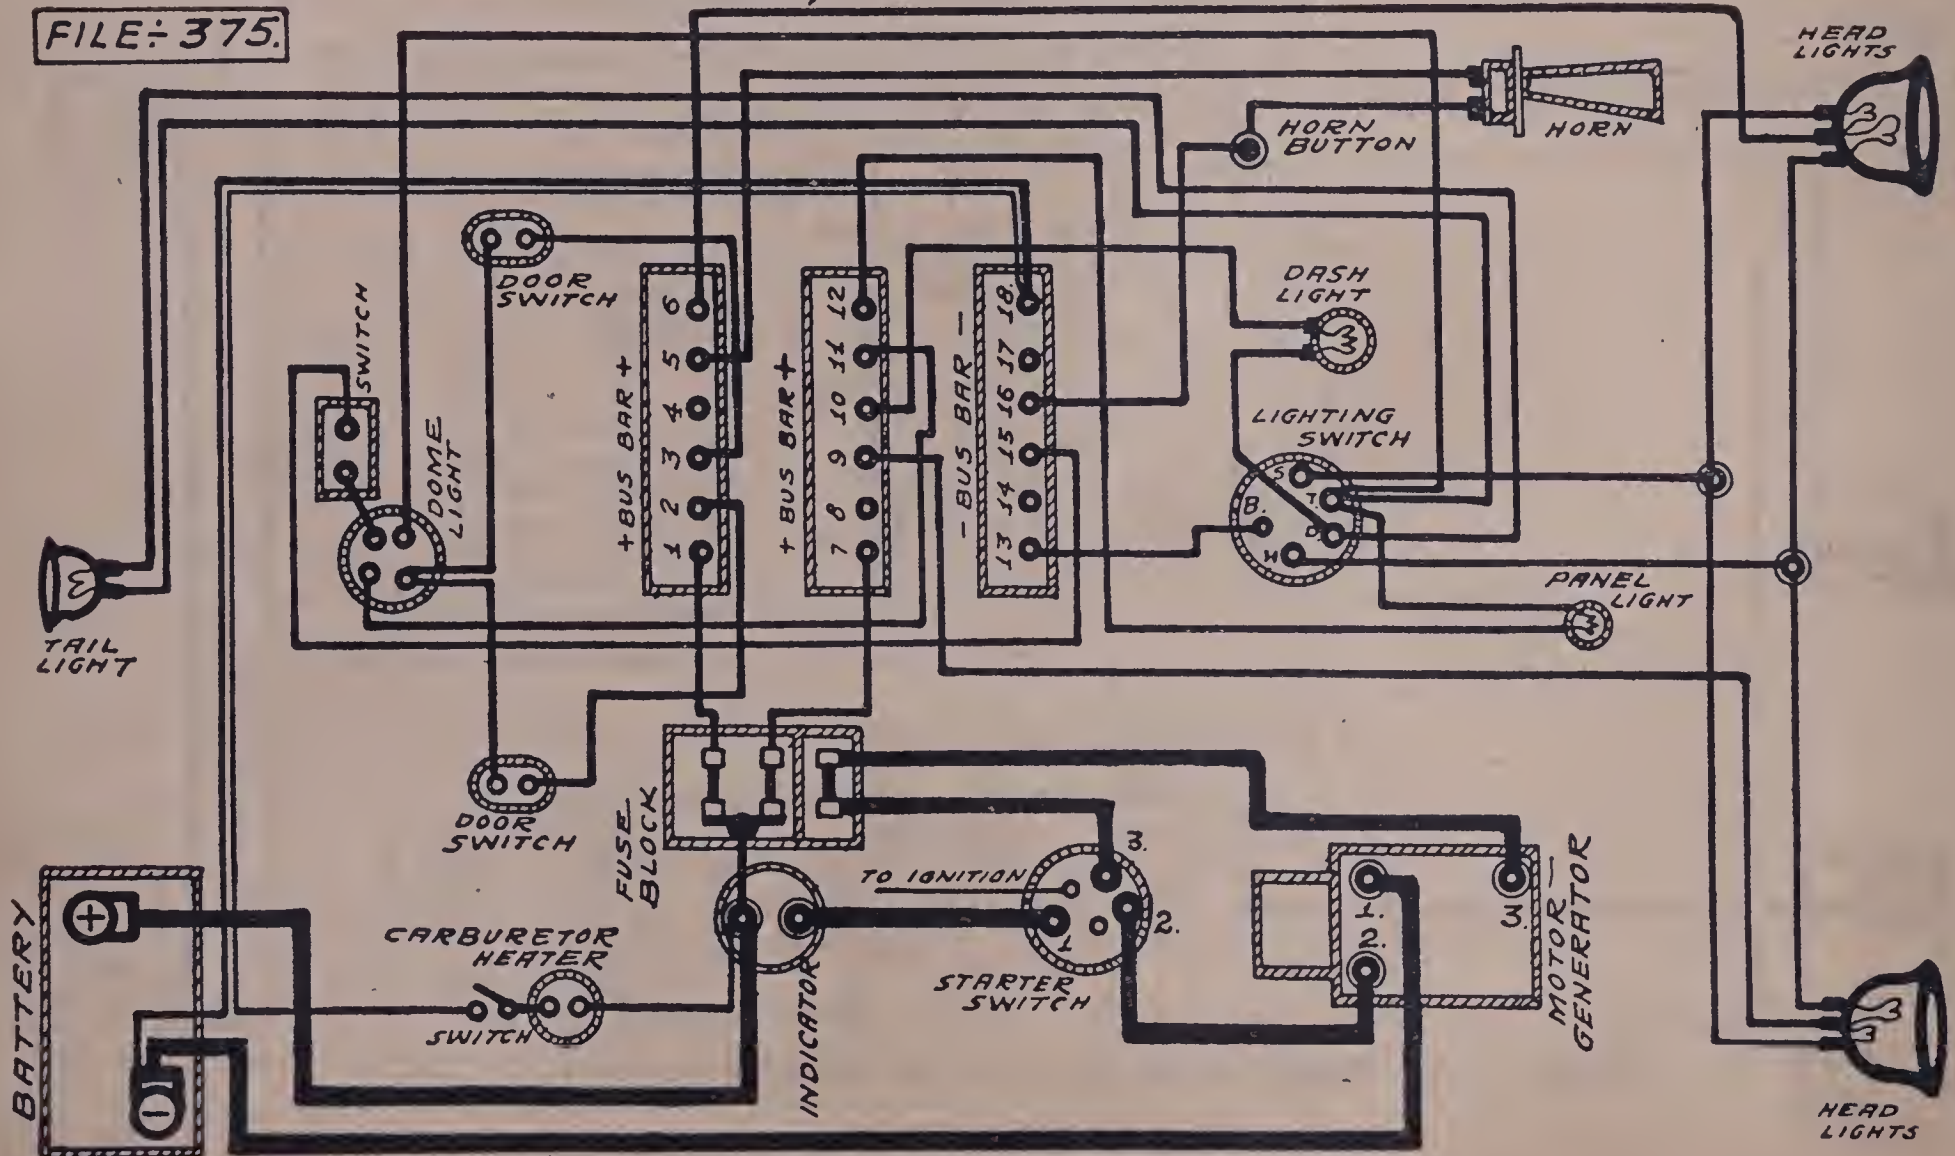 FILE÷375.
HEAD
LIGHTS
HORN
HORN
BUTTON
DOOR
SWITCH
SWITCH
DOME
LIGHT
+BUS BAR+
6
5
4
3
2
1
+BUS BAR+
12
11
10
9
8
7
-BUS BAR-
18.
17
16
15
14
13
DASH
LIGHT
LIGHTING
SWITCH
S
T.
B.
D.
H
PANEL
LIGHT
TAIL
LIGHT
DOOR
SWITCH
FUSE
BLOCK
BATTERY
+
-
CARBURETOR
HEATER
SWITCH
INDICATOR
TO IGNITION
3.
2.
1
STARTER
SWITCH
1.
2.
3.
MOTOR-
GENERATOR
HEAD
LIGHTS